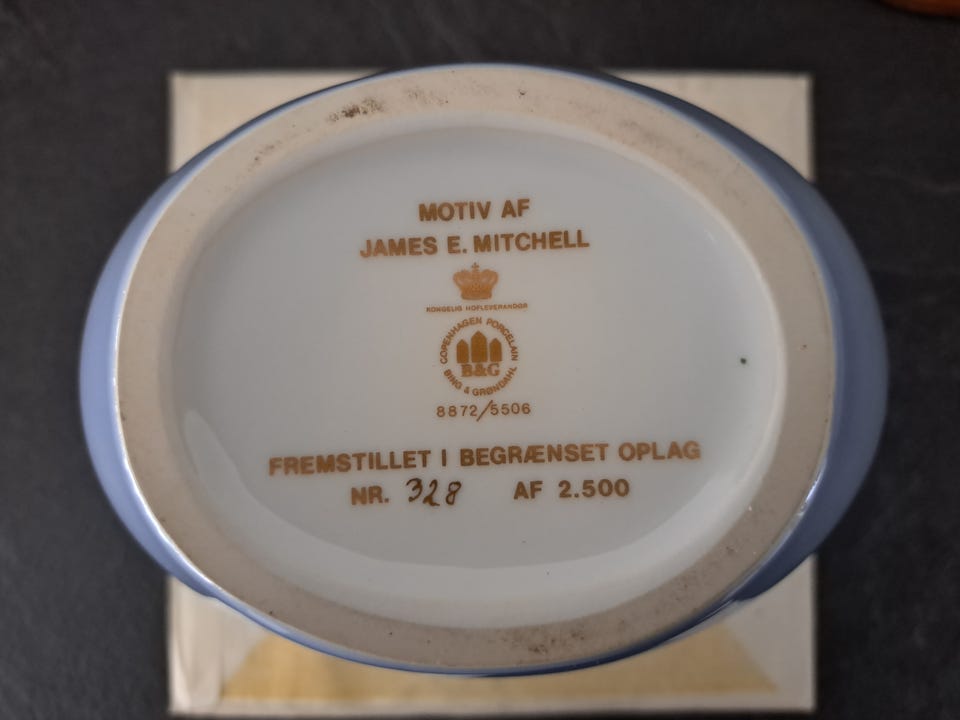 MOTIV AF
JAMES E. MITCHELL
KONGELIG HOFLEVERANDØR
COPENHAGEN PORCELAIN
B&G
BING & GRØNDAHL
8872/5506
FREMSTILLET I BEGRÆNSET OPLAG
NR. 328 AF 2.500